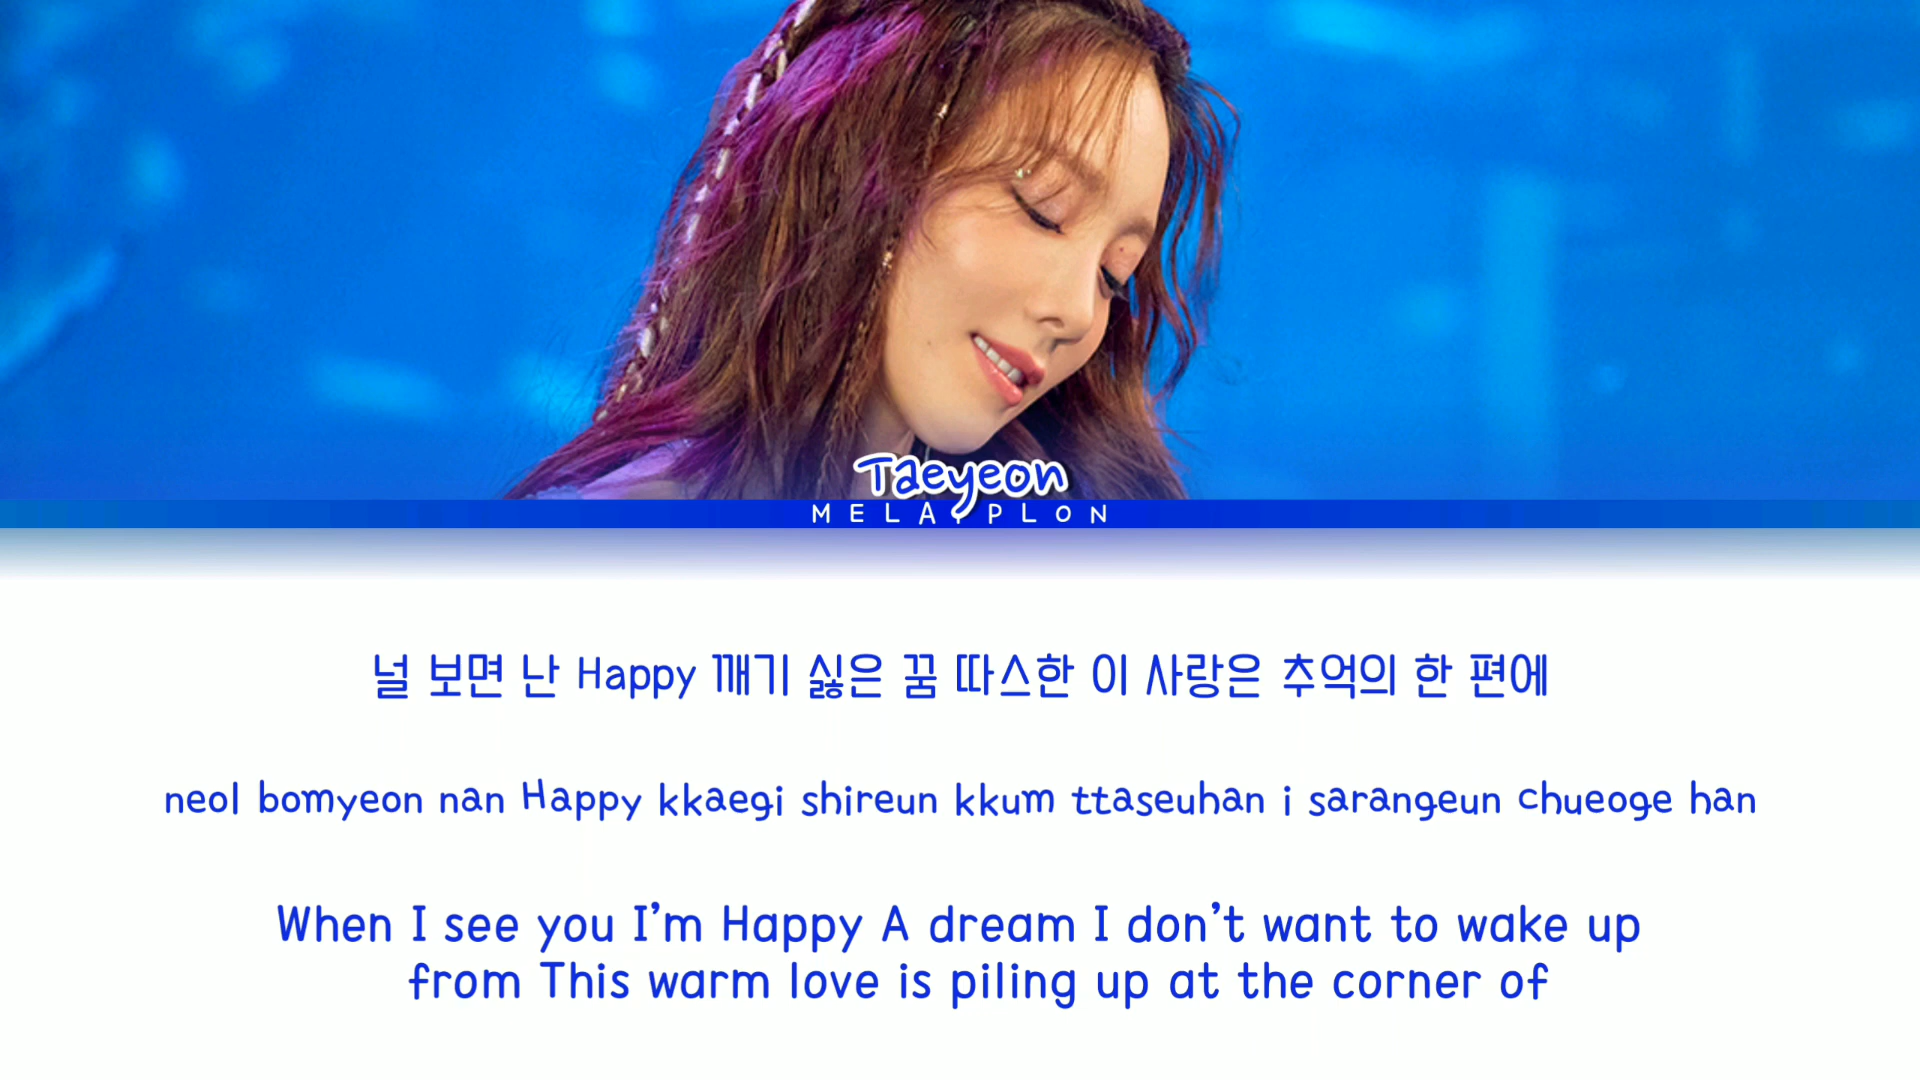 Taeyeon
MELAYPLON
널 보면 난 Happy 깨기 싫은 꿈 따스한 이 사랑은 추억의 한 편에
neol bomyeon nan Happy kkaegi shireun kkum ttaseuhan i sarangeun chueoge han
When I see you I'm Happy A dream I don't want to wake up
from This warm love is piling up at the corner of